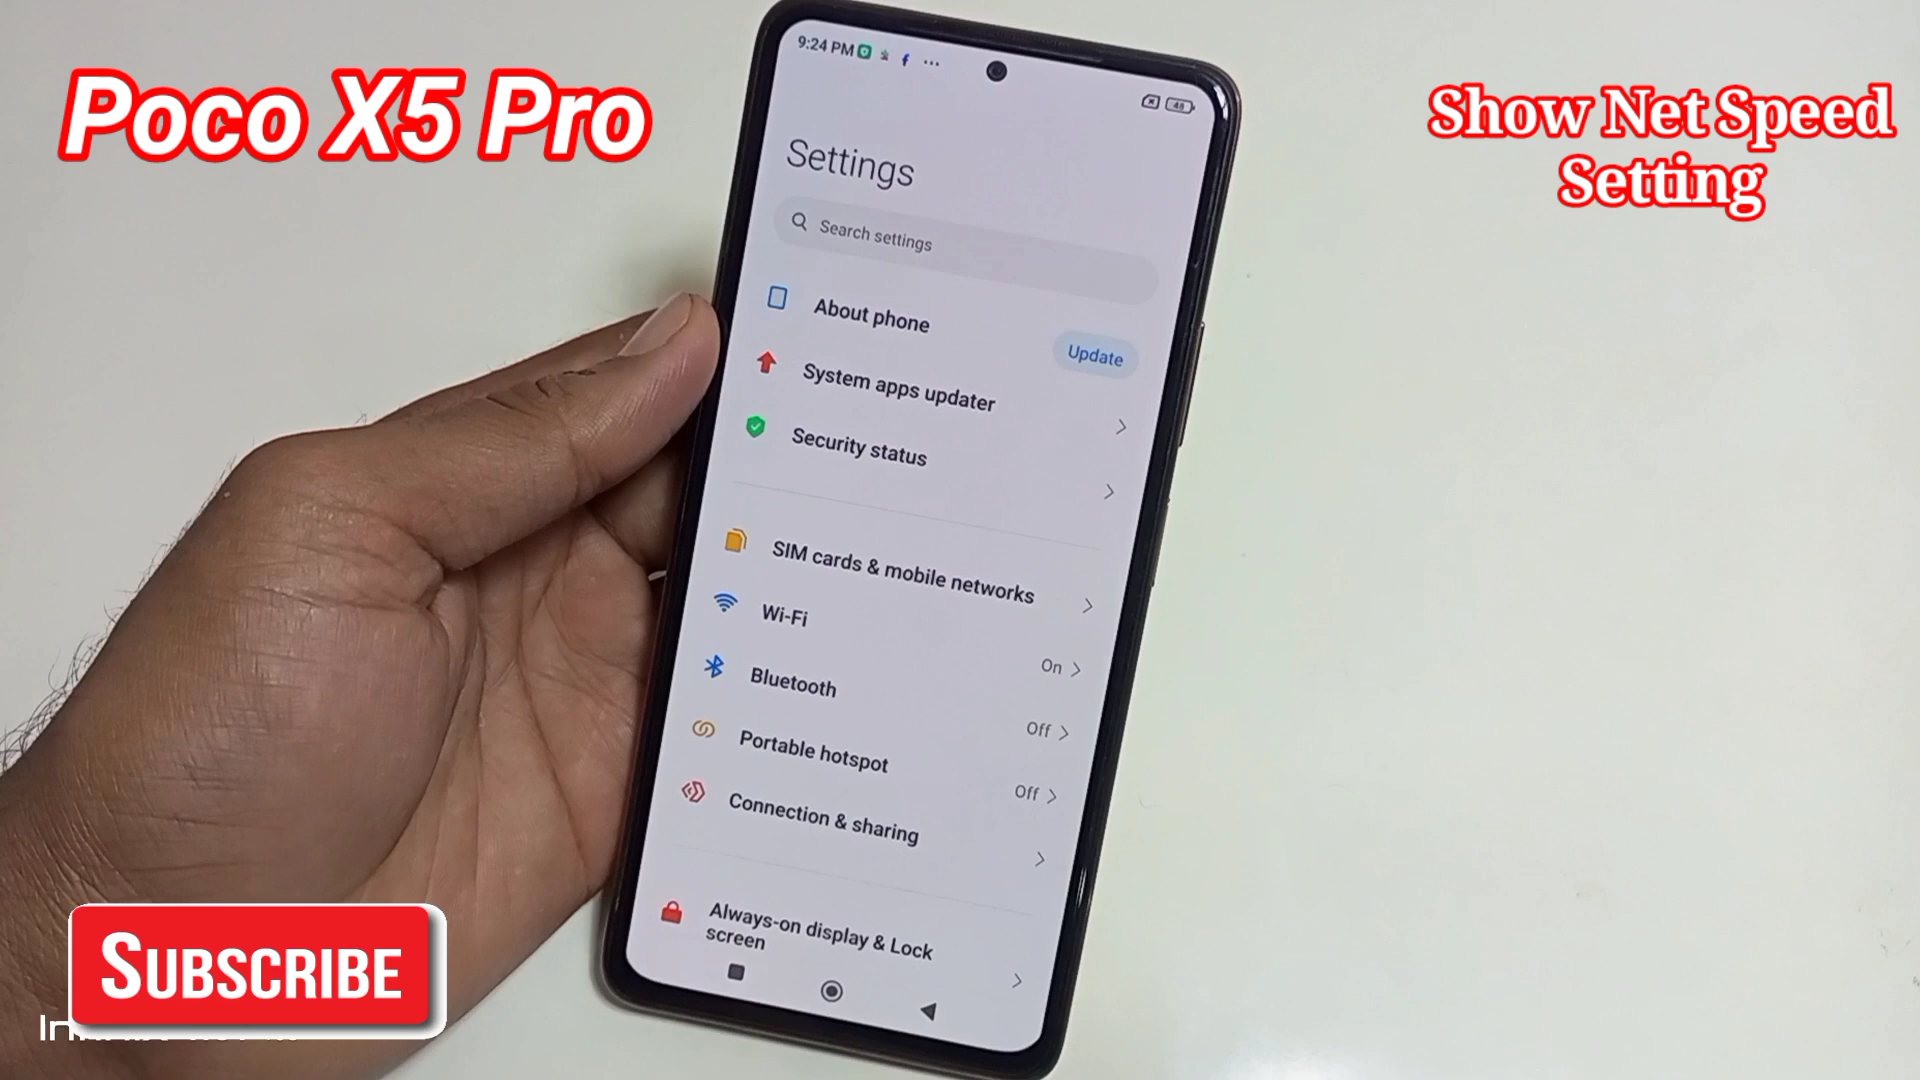 Poco X5 Pro
Show Net Speed
Setting
9:24 PM
48
Settings
Search settings
About phone
Update
System apps updater
Security status
SIM cards & mobile networks
Wi-Fi
On
Bluetooth
Off
Portable hotspot
Off
Connection & sharing
Always-on display & Lock
screen
SUBSCRIBE